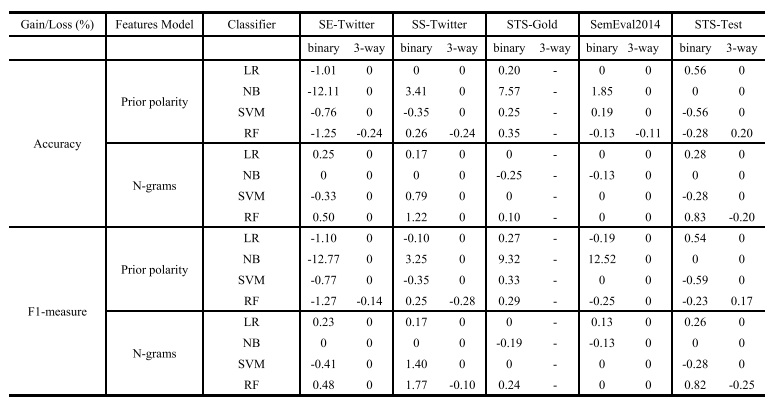 Gain/Loss (%) Features Model Classifier SE-Twitter SS-Twitter STS-Gold SemEval2014 STS-Test
binary 3-way binary 3-way binary 3-way binary 3-way binary 3-way
Accuracy Prior polarity LR -1.01 0 0 0 0.20 - 0 0 0.56 0
NB -12.11 0 3.41 0 7.57 - 1.85 0 0 0
SVM -0.76 0 -0.35 0 0.25 - 0.19 0 -0.56 0
RF -1.25 -0.24 0.26 -0.24 0.35 - -0.13 -0.11 -0.28 0.20
N-grams LR 0.25 0 0.17 0 0 - 0 0 0.28 0
NB 0 0 0 0 -0.25 - -0.13 0 0 0
SVM -0.33 0 0.79 0 0 - 0 0 -0.28 0
RF 0.50 0 1.22 0 0.10 - 0 0 0.83 -0.20
F1-measure Prior polarity LR -1.10 0 -0.10 0 0.27 - -0.19 0 0.54 0
NB -12.77 0 3.25 0 9.32 - 12.52 0 0 0
SVM -0.77 0 -0.35 0 0.33 - 0 0 -0.59 0
RF -1.27 -0.14 0.25 -0.28 0.29 - -0.25 0 -0.23 0.17
N-grams LR 0.23 0 0.17 0 0 - 0.13 0 0.26 0
NB 0 0 0 0 -0.19 - -0.13 0 0 0
SVM -0.41 0 1.40 0 0 - 0 0 -0.28 0
RF 0.48 0 1.77 -0.10 0.24 - 0 0 0.82 -0.25